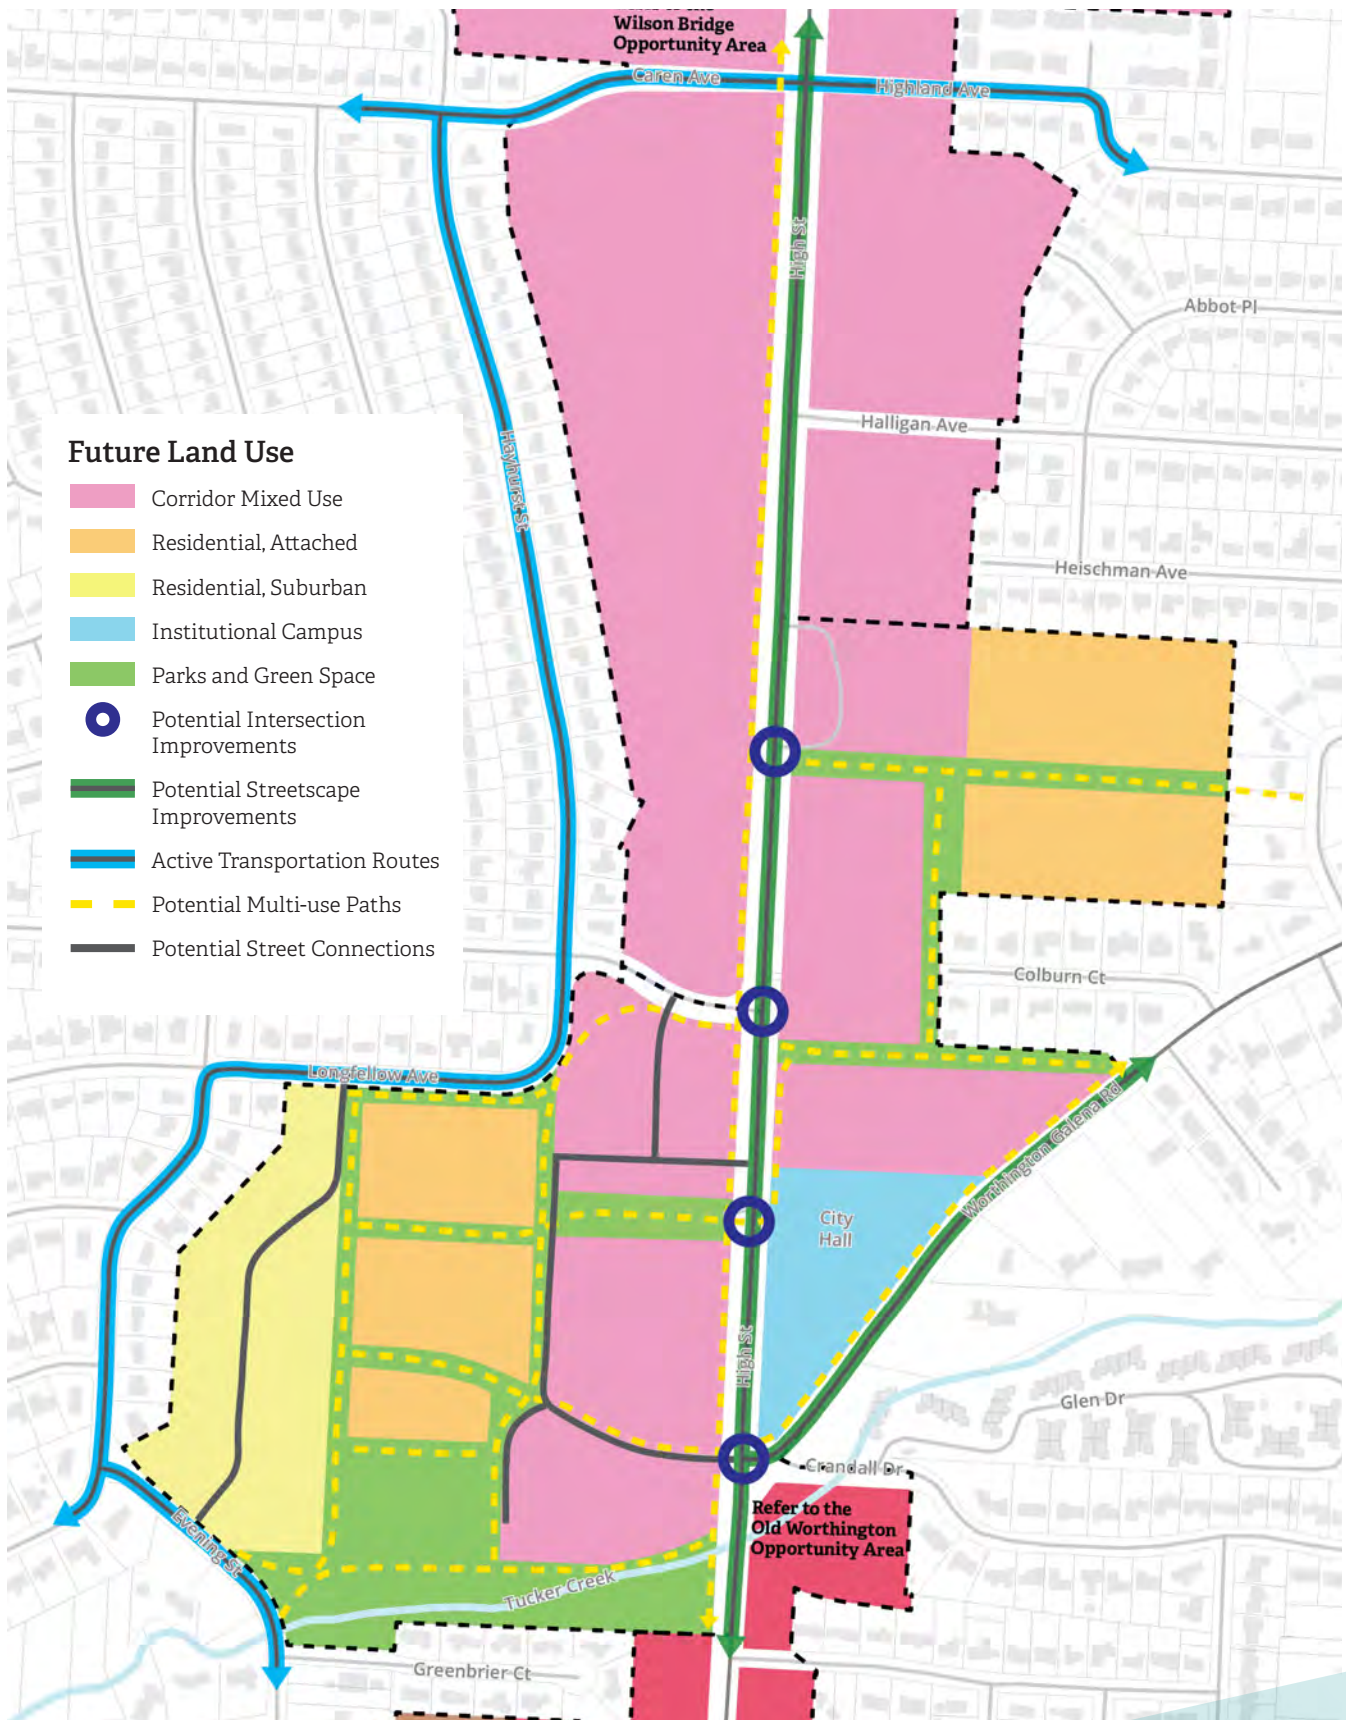 Wilson Bridge
Opportunity Area
Caren Ave
Highland Ave
High St
Abbot Pl
Halligan Ave
Hayhurst St
Heischman Ave
Future Land Use
Corridor Mixed Use
Residential, Attached
Residential, Suburban
Institutional Campus
Parks and Green Space
Potential Intersection
Improvements
Potential Streetscape
Improvements
Active Transportation Routes
Potential Multi-use Paths
Potential Street Connections
Colburn Ct
Longfellow Ave
Worthington Galena Rd
City
Hall
High St
Glen Dr
Crandall Dr
Refer to the
Old Worthington
Opportunity Area
Evening St
Tucker Creek
Greenbrier Ct